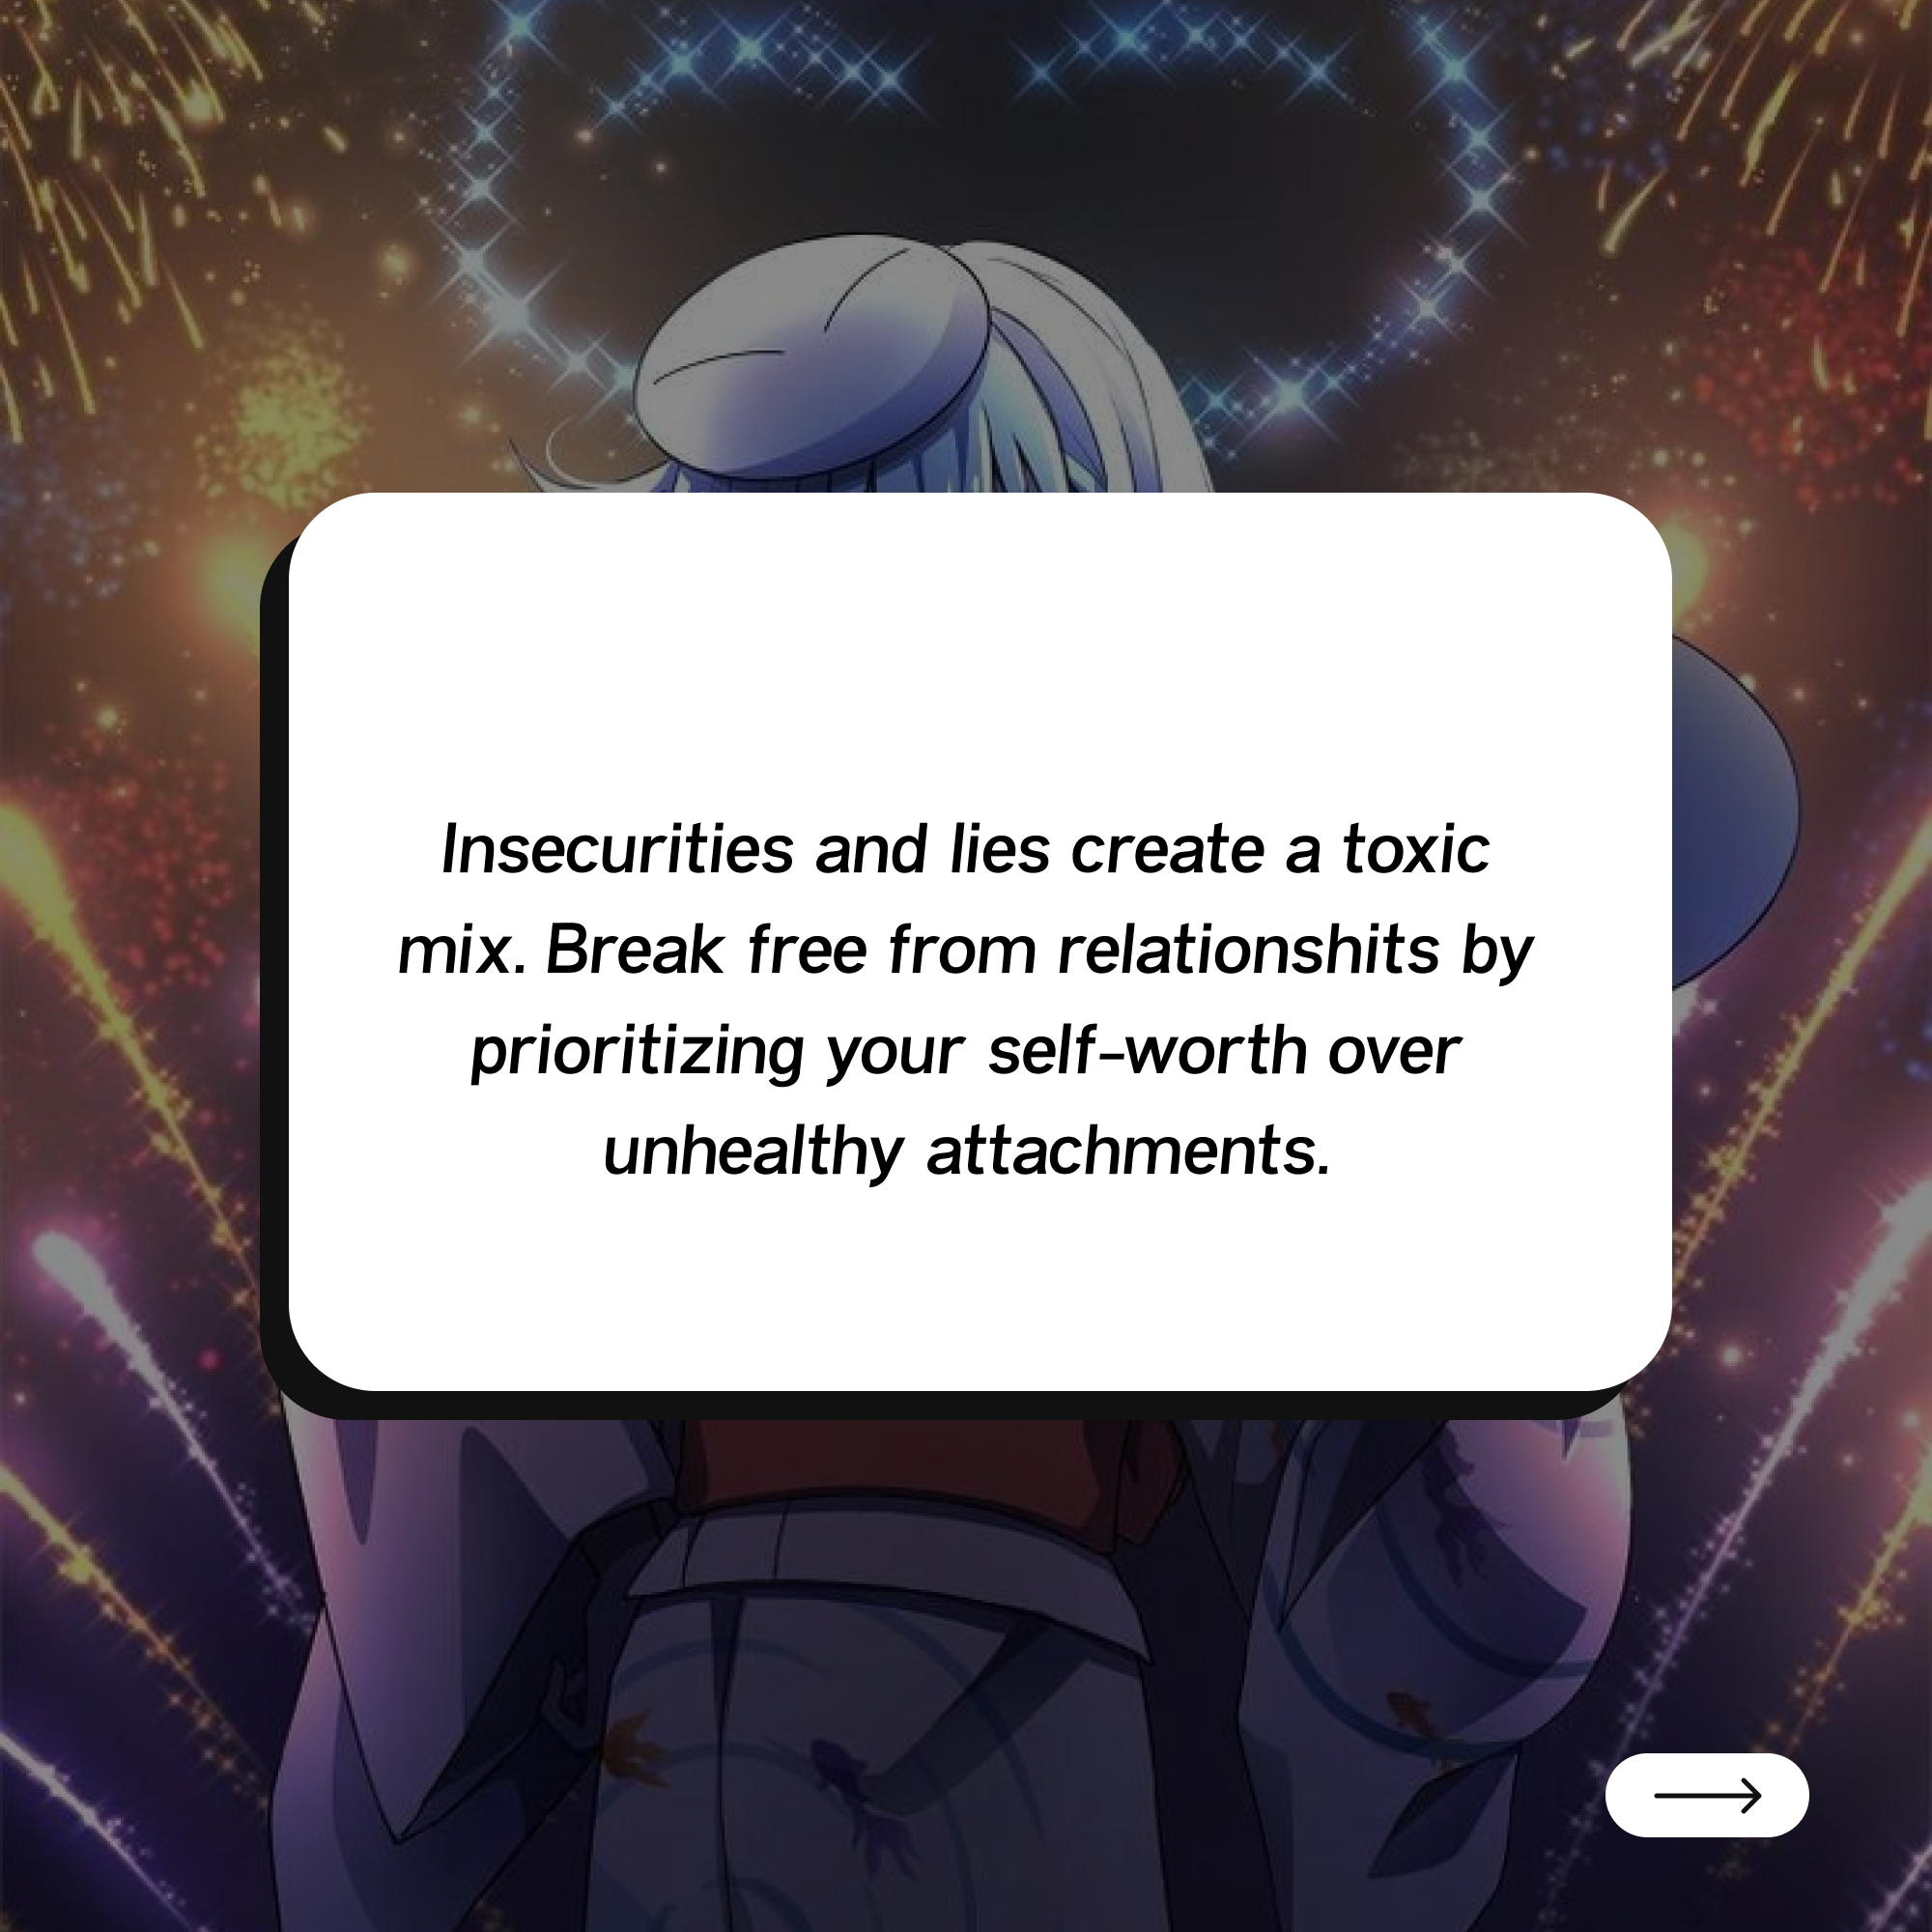 Insecurities and lies create a toxic
mix. Break free from relationshits by
prioritizing your self-worth over
unhealthy attachments.